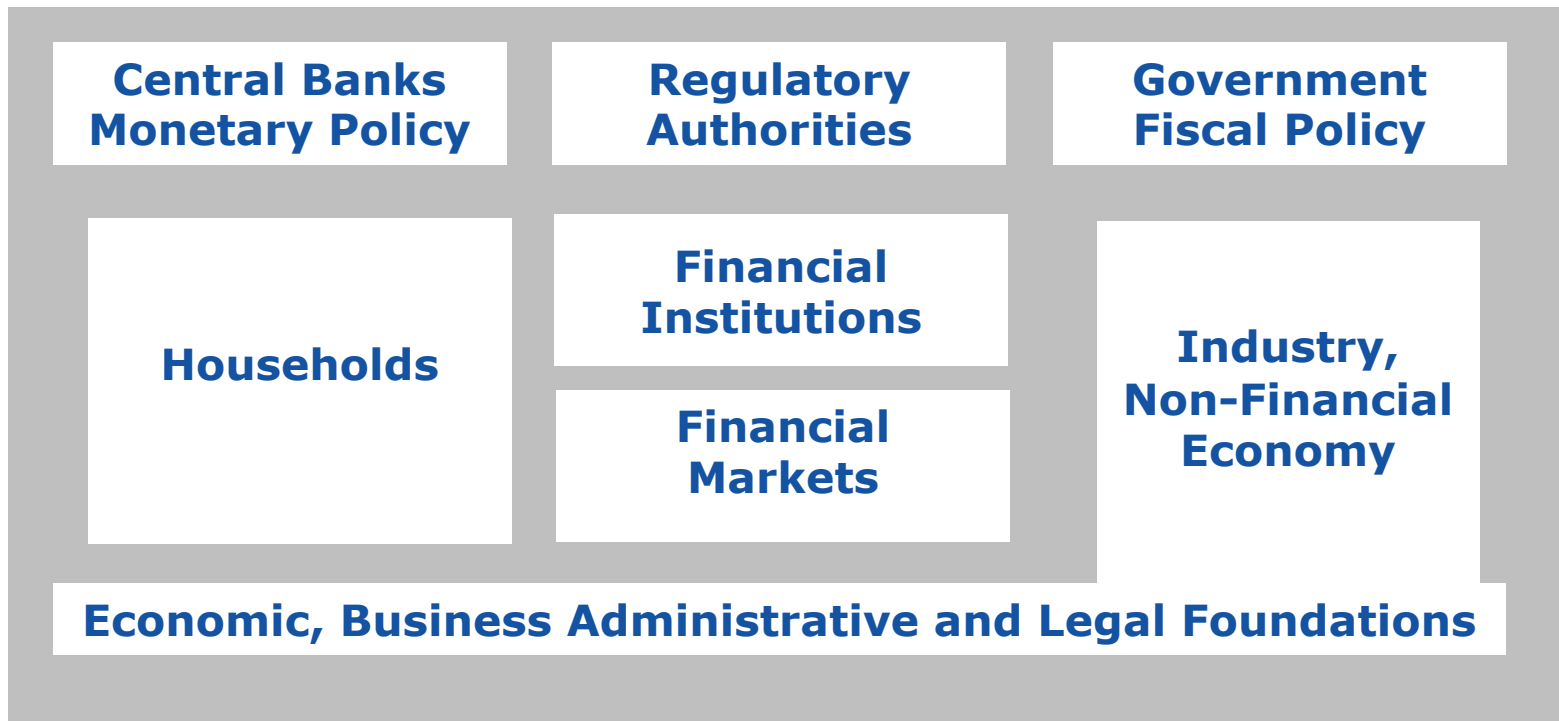 Central Banks
Monetary Policy
Regulatory
Authorities
Government
Fiscal Policy
Households
Financial
Institutions
Financial
Markets
Industry,
Non-Financial
Economy
Economic, Business Administrative and Legal Foundations